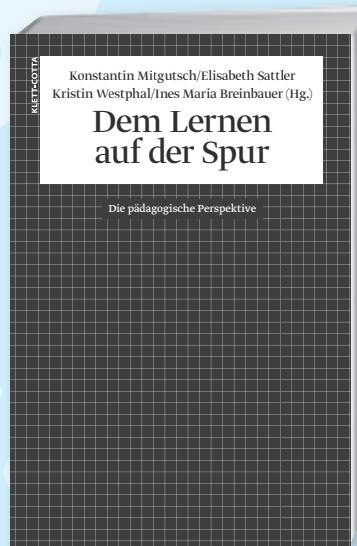 KLETT-COTTA
Konstantin Mitgutsch/Elisabeth Sattler
Kristin Westphal/Ines Maria Breinbauer (Hg.)
Dem Lernen
auf der Spur
Die pädagogische Perspektive